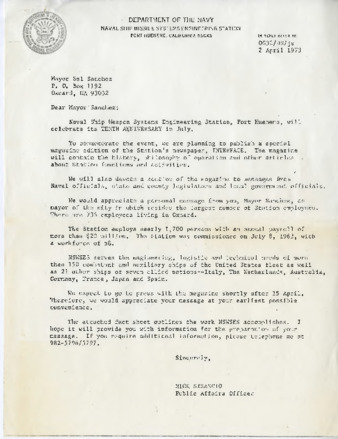 DEPARTMENT OF THE NAVY
NAVAL SHIP MISSILE SYSTEMS ENGINEERING STATION
PORT HUENEME, CALIFORNIA 93043
IN REPLY REFER TO
2 April 1973
Mayor Sal Sanchez
P. O. Box 1192
Oxnard, CA 93032
Dear Mayor Sanchez:
Naval Ship Weapon Systems Engineering Station, Port Hueneme, will
celebrate its TENTH ANNIVERSARY in July.
To commemorate the event, we are planning to publish a special
magazine edition of the Station's newspaper, INTERFACE. The magazine
will contain the history, philosophy of operation and other articles
about Station functions and activities.
We will also devote a section of the magazine to messages from
Naval officials, state and county legislators and local government officials.
We would appreciate a personal message from you, Mayor Sanchez, as
mayor of the city in which reside the largest number of Station employees.
There are 735 employees living in Oxnard.
The Station employs nearly 1,700 persons with an annual payroll of
more than $20 million. The Station was commissioned on July 8, 1963, with
a workforce of 56.
NSWSES serves the engineering, logistic and technical needs of more
than 150 combatant and auxiliary ships of the United States Fleet as well
as 21 other ships of seven allied nations--Italy, The Netherlands, Australia,
Germany, France, Japan and Spain.
We expect to go to press with the magazine shortly after 25 April.
Therefore, we would appreciate your message at your earliest possible
convenience.
The attached fact sheet outlines the work NSWSES accomplishes. I
hope it will provide you with information for the preparation of your
message. If you require additional information, please telephone me at
982-5796/5797.
Sincerely,
NICK
Public Affairs Officer